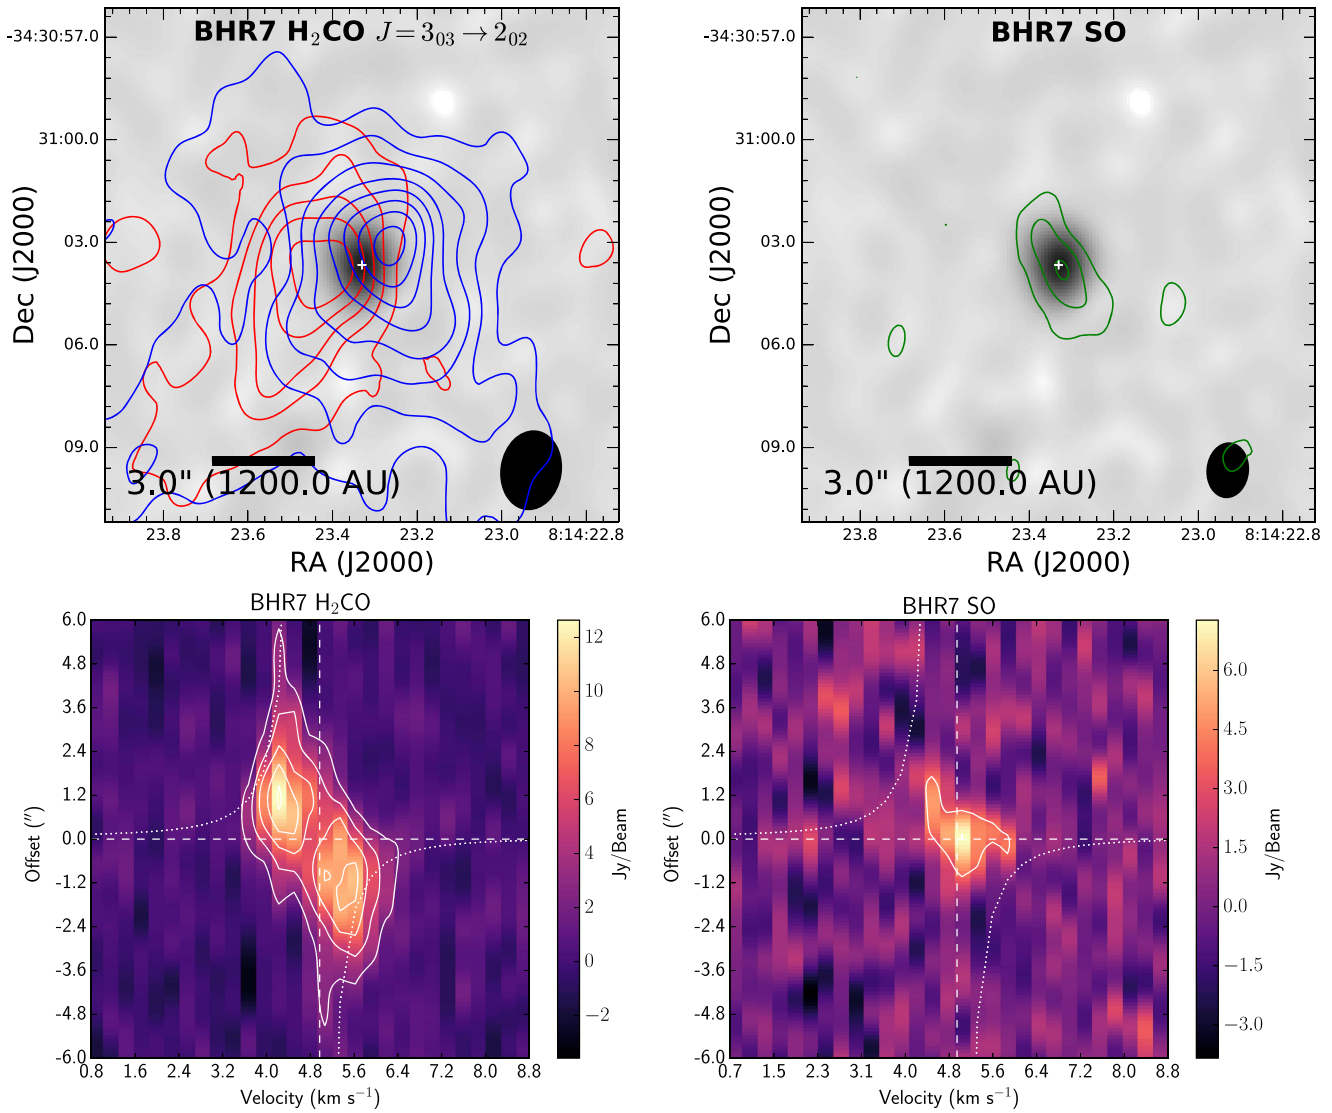 BHR7 H₂CO J = 3₀₃ → 2₀₂
-34:30:57.0
31:00.0
03.0
06.0
09.0
Dec (J2000)
3.0" (1200.0 AU)
23.8 23.6 23.4 23.2 23.0 8:14:22.8
RA (J2000)
BHR7 SO
-34:30:57.0
31:00.0
03.0
06.0
09.0
Dec (J2000)
3.0" (1200.0 AU)
23.8 23.6 23.4 23.2 23.0 8:14:22.8
RA (J2000)
BHR7 H₂CO
6.0
4.8
3.6
2.4
1.2
0.0
-1.2
-2.4
-3.6
-4.8
-6.0
Offset (″)
0.8 1.6 2.4 3.2 4.0 4.8 5.6 6.4 7.2 8.0 8.8
Velocity (km s⁻¹)
12
10
8
6
4
2
0
−2
Jy/Beam
BHR7 SO
6.0
4.8
3.6
2.4
1.2
0.0
-1.2
-2.4
-3.6
-4.8
-6.0
Offset (″)
0.7 1.5 2.3 3.1 4.0 4.8 5.6 6.4 7.2 8.0 8.8
Velocity (km s⁻¹)
6.0
4.5
3.0
1.5
0.0
−1.5
−3.0
Jy/Beam